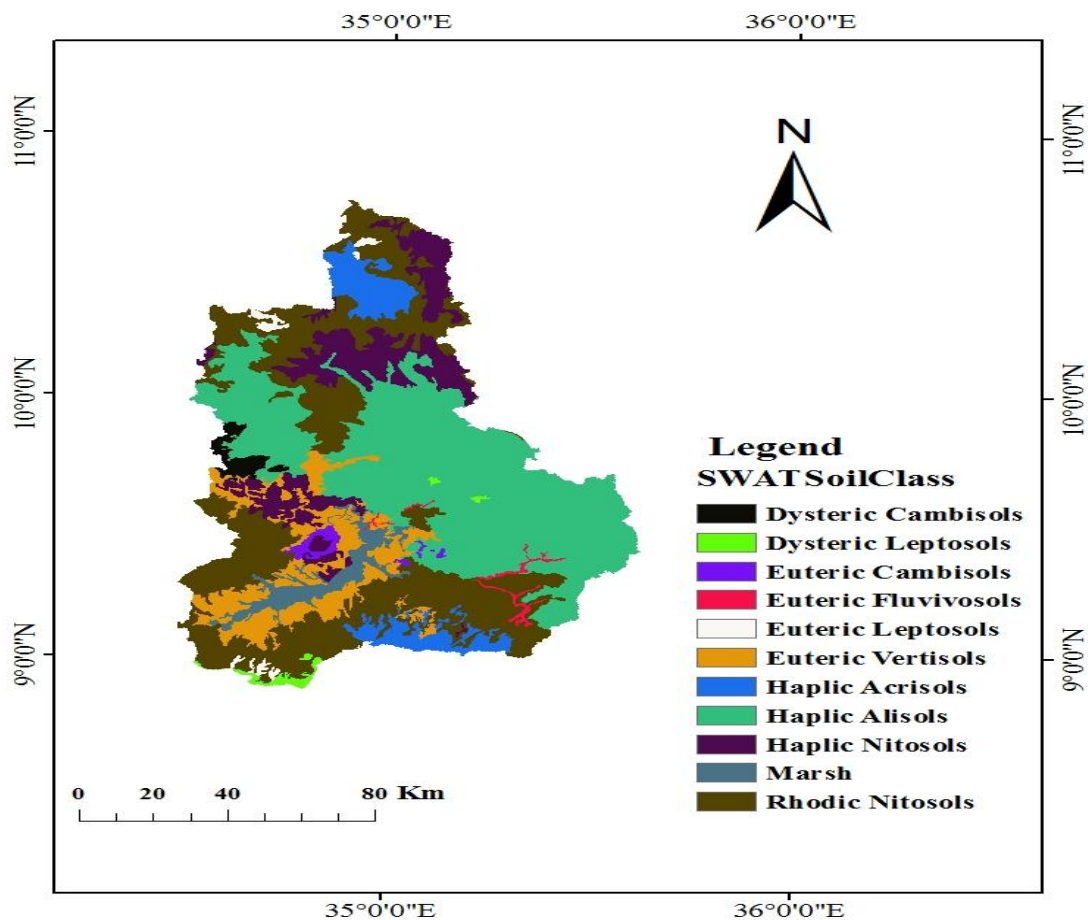 35°0'0"E 36°0'0"E
11°0'0"N 11°0'0"N
N
10°0'0"N 10°0'0"N
Legend
SWAT SoilClass
Dysteric Cambisols
Dysteric Leptosols
Euteric Cambisols
Euteric Fluvivosols
Euteric Leptosols
Euteric Vertisols
Haplic Acrisols
Haplic Alisols
Haplic Nitosols
Marsh
Rhodic Nitosols
9°0'0"N 9°0'0"N
0 20 40 80 Km
35°0'0"E 36°0'0"E